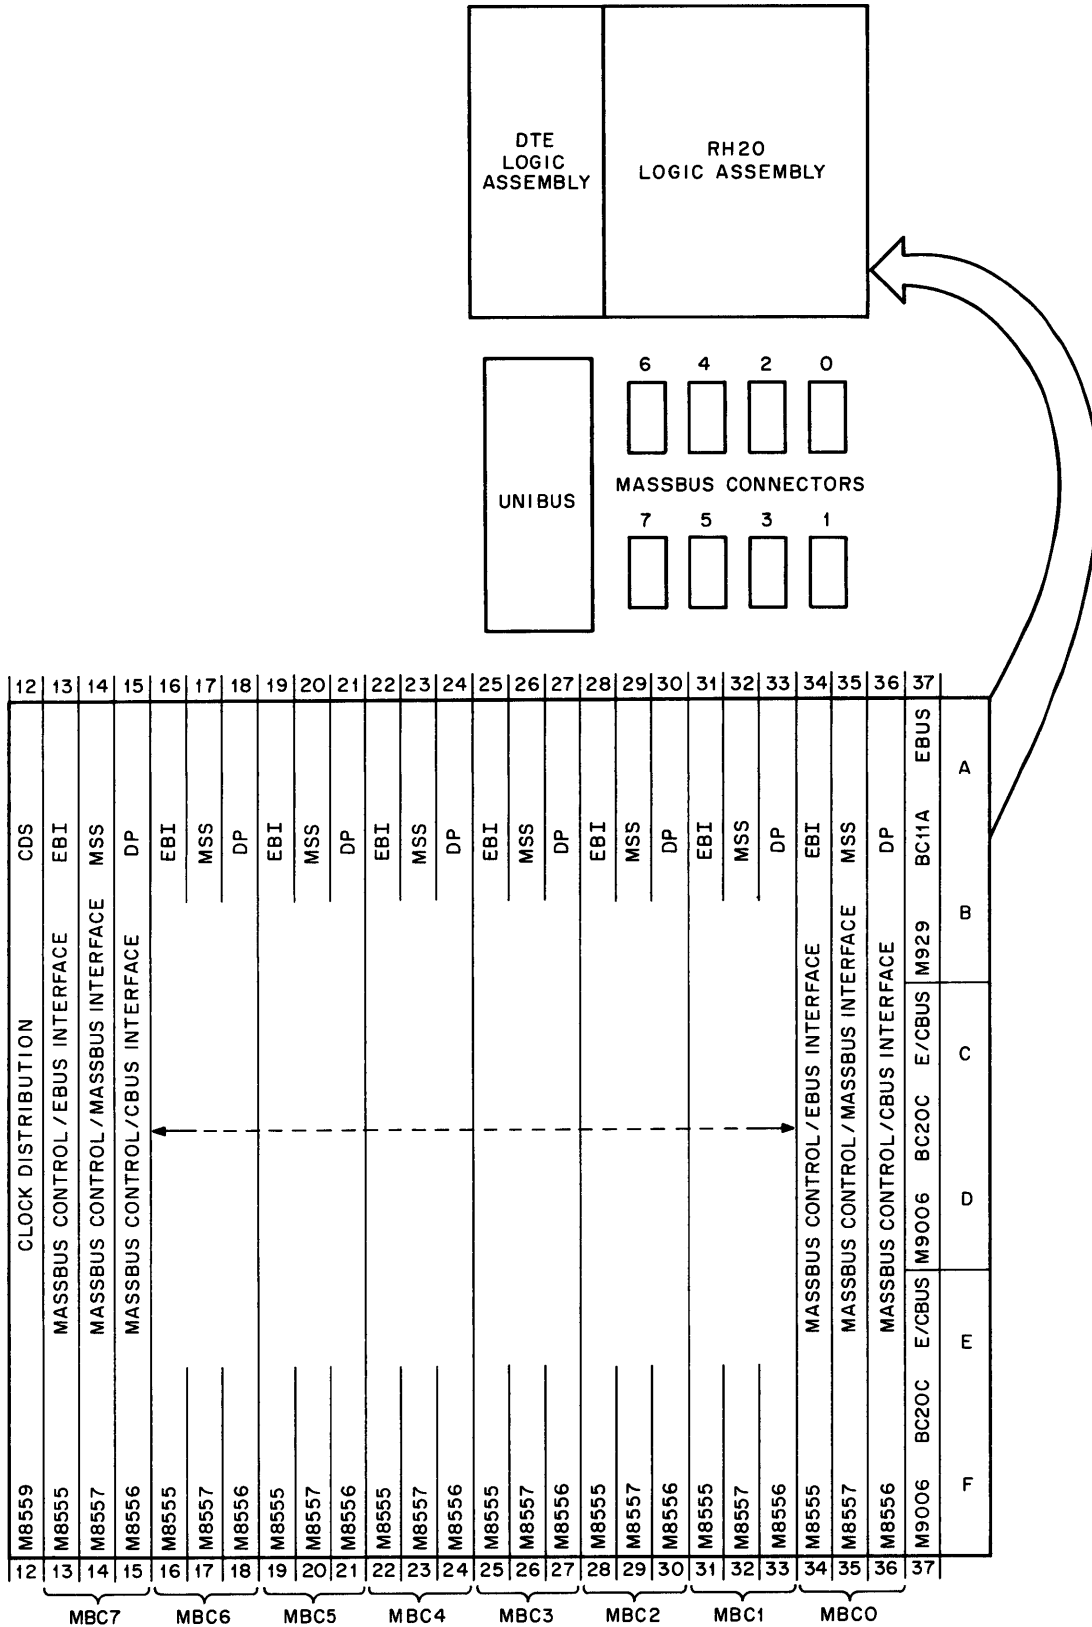 DTE
LOGIC
ASSEMBLY
RH20
LOGIC ASSEMBLY
6 4 2 0
MASSBUS CONNECTORS
UNIBUS
7 5 3 1
12 13 14 15 16 17 18 19 20 21 22 23 24 25 26 27 28 29 30 31 32 33 34 35 36 37
M8559 CLOCK DISTRIBUTION CDS
M8555 MASSBUS CONTROL/EBUS INTERFACE EBI
M8557 MASSBUS CONTROL/MASSBUS INTERFACE MSS
M8556 MASSBUS CONTROL/CBUS INTERFACE DP
M8555 EBI
M8557 MSS
M8556 DP
M8555 EBI
M8557 MSS
M8556 DP
M8555 EBI
M8557 MSS
M8556 DP
M8555 EBI
M8557 MSS
M8556 DP
M8555 EBI
M8557 MSS
M8556 DP
M8555 EBI
M8557 MSS
M8556 DP
M8555 MASSBUS CONTROL/EBUS INTERFACE EBI
M8557 MASSBUS CONTROL/MASSBUS INTERFACE MSS
M8556 MASSBUS CONTROL/CBUS INTERFACE DP
M929 BC11A EBUS
M9006 BC20C E/CBUS
M9006 BC20C E/CBUS
A
B
C
D
E
F
12 13 14 15 16 17 18 19 20 21 22 23 24 25 26 27 28 29 30 31 32 33 34 35 36 37
MBC7 MBC6 MBC5 MBC4 MBC3 MBC2 MBC1 MBC0